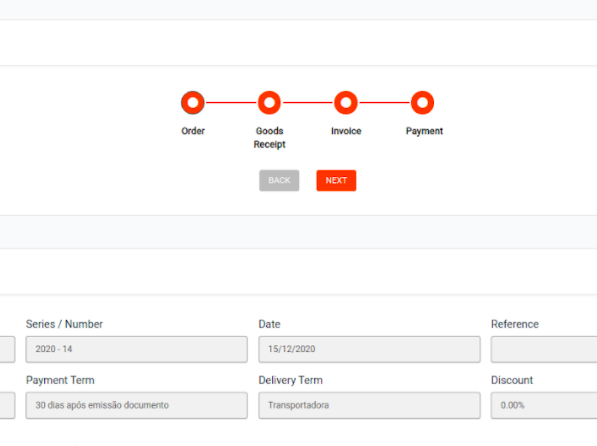 Order
Goods
Receipt
Invoice
Payment
BACK
NEXT
Series / Number
Date
Reference
2020 - 14
15/12/2020
Payment Term
Delivery Term
Discount
30 dias após emissão documento
Transportadora
0.00%